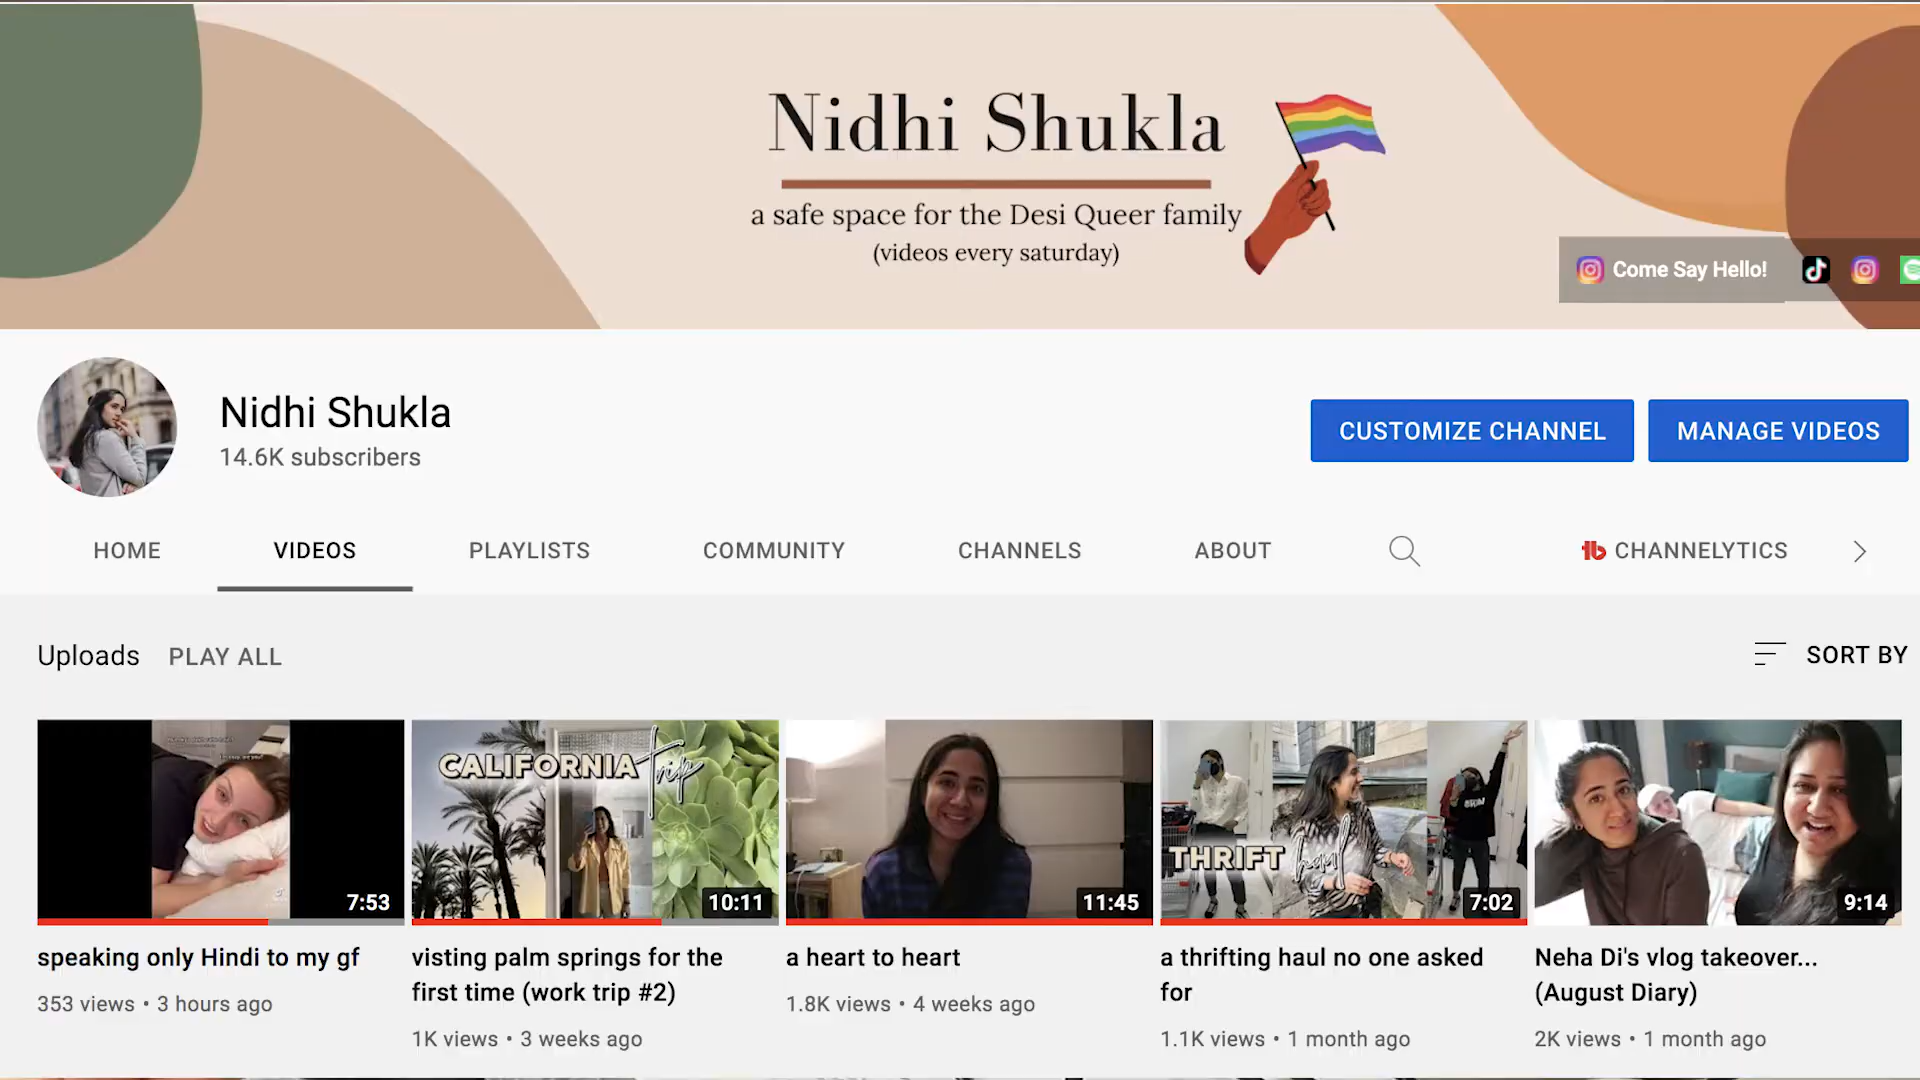 Nidhi Shukla
a safe space for the Desi Queer family
(videos every saturday)
Come Say Hello!
Nidhi Shukla
14.6K subscribers
CUSTOMIZE CHANNEL
MANAGE VIDEOS
HOME
VIDEOS
PLAYLISTS
COMMUNITY
CHANNELS
ABOUT
CHANNELYTICS
Uploads
PLAY ALL
SORT BY
7:53
CALIFORNIA
trip
10:11
11:45
THRIFT
haul
7:02
9:14
speaking only Hindi to my gf
353 views • 3 hours ago
visting palm springs for the
first time (work trip #2)
1K views • 3 weeks ago
a heart to heart
1.8K views • 4 weeks ago
a thrifting haul no one asked
for
1.1K views • 1 month ago
Neha Di's vlog takeover...
(August Diary)
2K views • 1 month ago